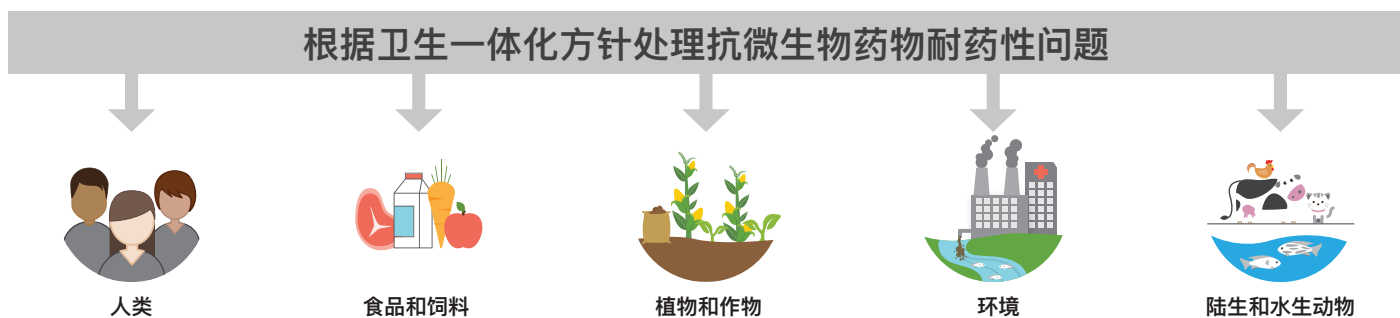 根据卫生一体化方针处理抗微生物药物耐药性问题
人类
食品和饲料
植物和作物
环境
陆生和水生动物